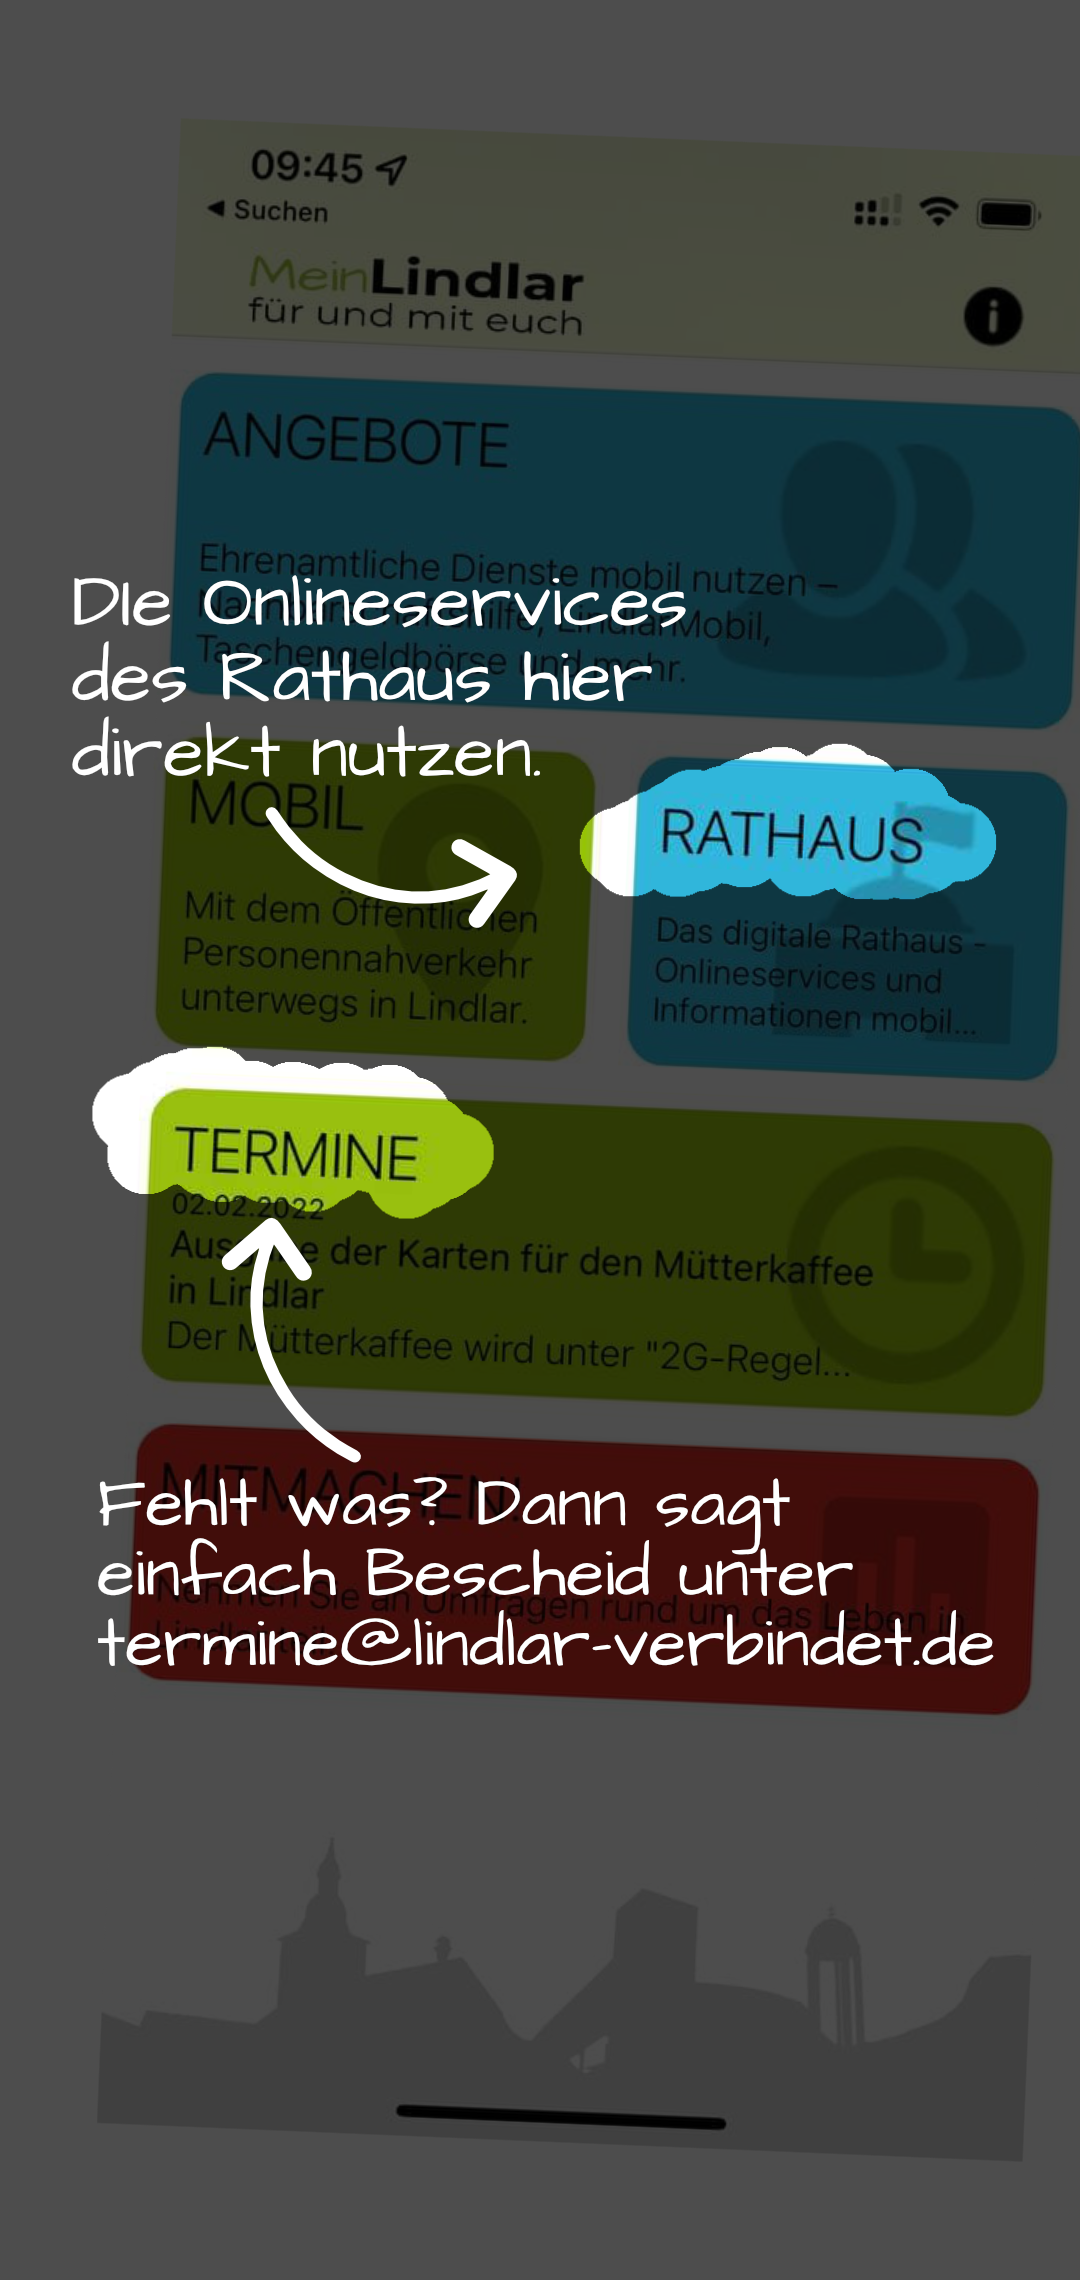 09:45
Suchen
MeinLindlar
für und mit euch
ANGEBOTE
Ehrenamtliche Dienste mobil nutzen –
LindlarMobil,
Taschengeldbörse und mehr.
DIe Onlineservices
des Rathaus hier
direkt nutzen.
MOBIL
Mit dem Öffentlichen
Personennahverkehr
unterwegs in Lindlar.
RATHAUS
Das digitale Rathaus -
Onlineservices und
Informationen mobil...
TERMINE
02.02.2022
Ausgabe der Karten für den Mütterkaffee
in Lindlar
Der Mütterkaffee wird unter "2G-Regel...
MITMACHEN!
Nehmen Sie an Umfragen rund um das Leben in
Fehlt was? Dann sagt
einfach Bescheid unter
termine@lindlar-verbindet.de